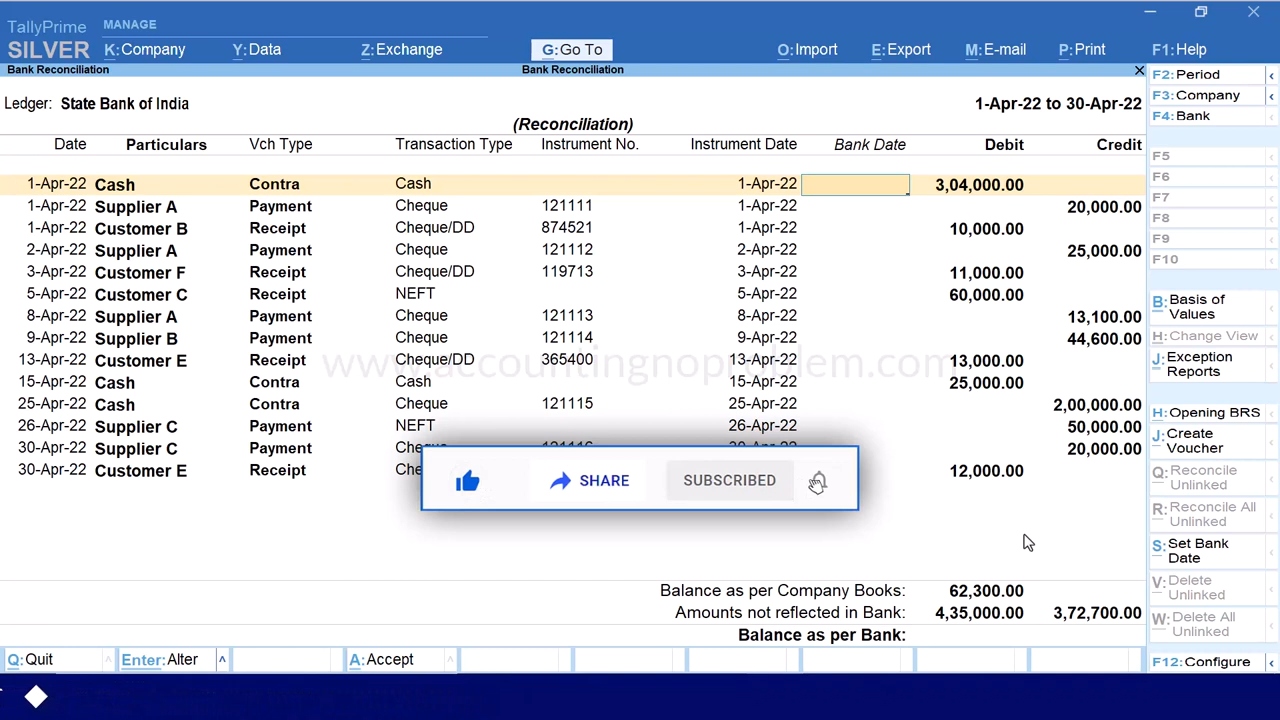 TallyPrime MANAGE
SILVER K:Company Y:Data Z:Exchange G:Go To O:Import E:Export M:E-mail P:Print F1:Help
Bank Reconciliation Bank Reconciliation
Ledger: State Bank of India 1-Apr-22 to 30-Apr-22
(Reconciliation)
Date Particulars Vch Type Transaction Type Instrument No. Instrument Date Bank Date Debit Credit
1-Apr-22 Cash Contra Cash 1-Apr-22 3,04,000.00
1-Apr-22 Supplier A Payment Cheque 121111 1-Apr-22 20,000.00
1-Apr-22 Customer B Receipt Cheque/DD 874521 1-Apr-22 10,000.00
2-Apr-22 Supplier A Payment Cheque 121112 2-Apr-22 25,000.00
3-Apr-22 Customer F Receipt Cheque/DD 119713 3-Apr-22 11,000.00
5-Apr-22 Customer C Receipt NEFT 5-Apr-22 60,000.00
8-Apr-22 Supplier A Payment Cheque 121113 8-Apr-22 13,100.00
9-Apr-22 Supplier B Payment Cheque 121114 9-Apr-22 44,600.00
13-Apr-22 Customer E Receipt Cheque/DD 365400 13-Apr-22 13,000.00
www.accountingnoproblem.com
15-Apr-22 Cash Contra Cash 15-Apr-22 25,000.00
25-Apr-22 Cash Contra Cheque 121115 25-Apr-22 2,00,000.00
26-Apr-22 Supplier C Payment NEFT 26-Apr-22 50,000.00
30-Apr-22 Supplier C Payment Cheque 121116 30-Apr-22 20,000.00
30-Apr-22 Customer E Receipt 12,000.00
SHARE SUBSCRIBED
Balance as per Company Books: 62,300.00
Amounts not reflected in Bank: 4,35,000.00 3,72,700.00
Balance as per Bank:
Q:Quit Enter:Alter A:Accept
F2: Period
F3: Company
F4: Bank
F5
F6
F7
F8
F9
F10
B: Basis of
Values
H: Change View
J: Exception
Reports
H: Opening BRS
J: Create
Voucher
Q: Reconcile
Unlinked
R: Reconcile All
Unlinked
S: Set Bank
Date
V: Delete
Unlinked
W: Delete All
Unlinked
F12: Configure